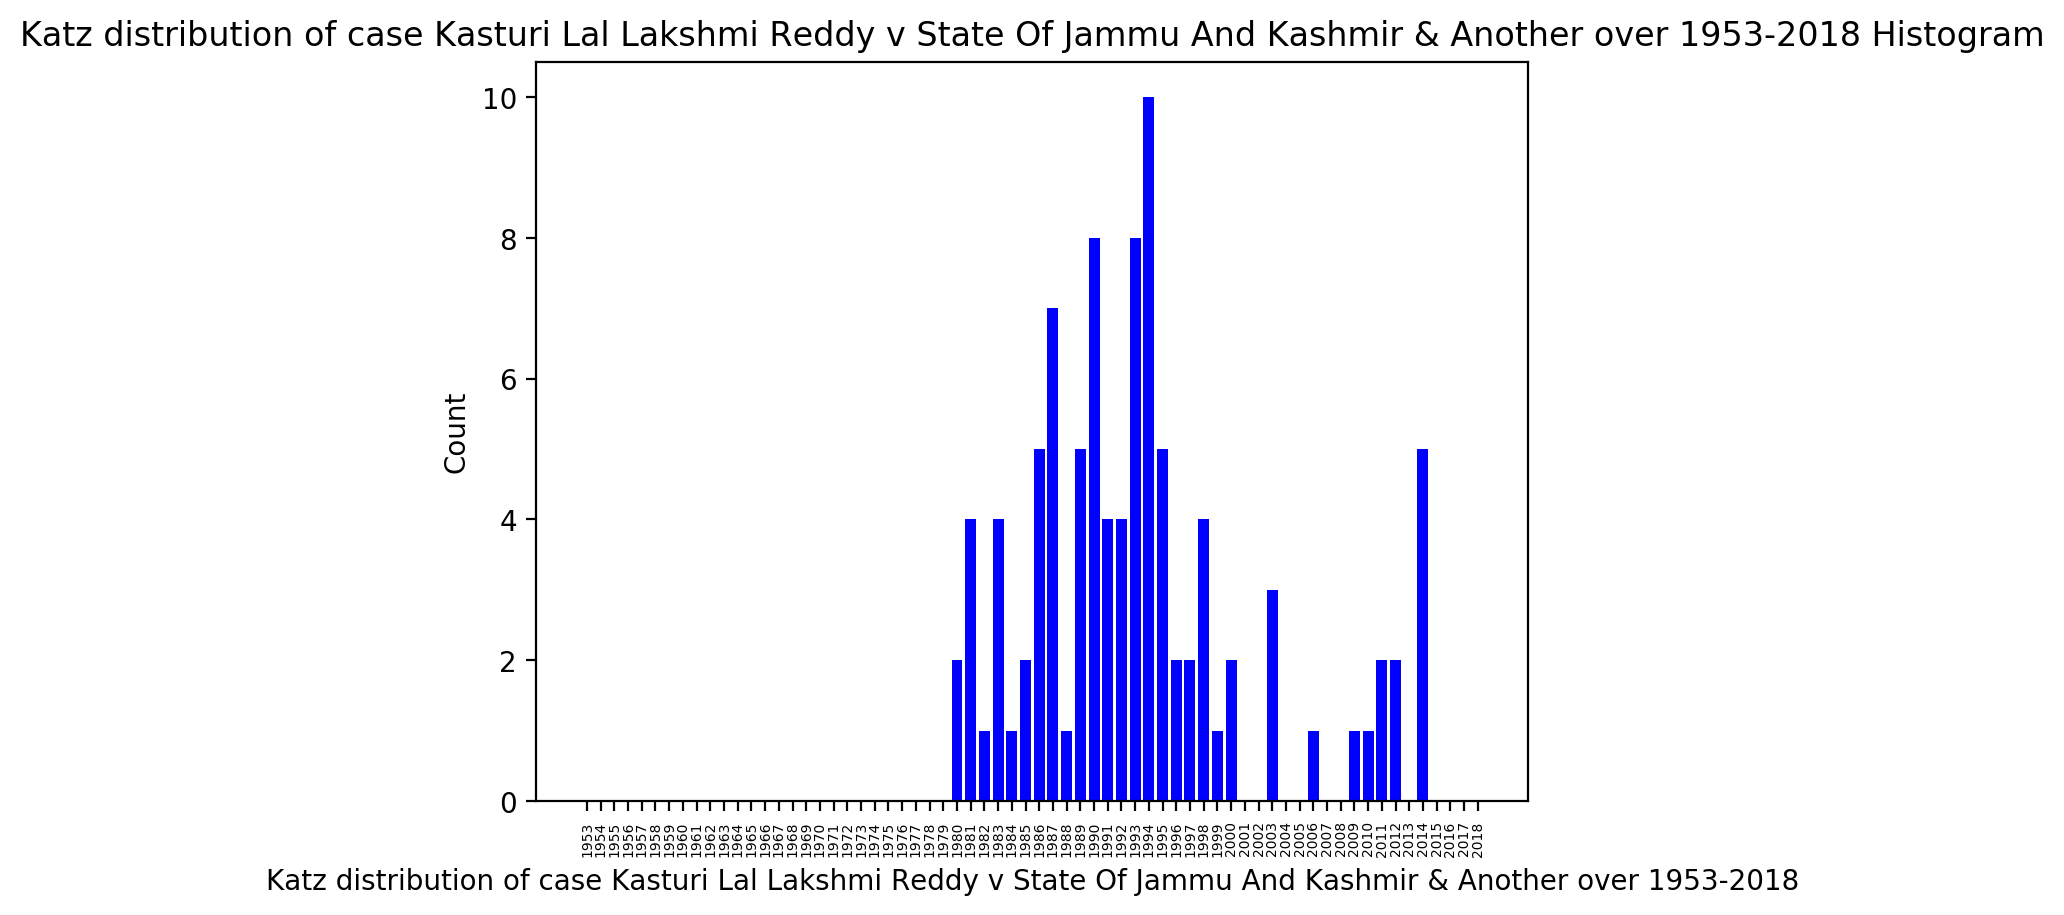 Katz distribution of case Kasturi Lal Lakshmi Reddy v State Of Jammu And Kashmir & Another over 1953-2018 Histogram
10
8
6
4
2
0
Count
1953 1954 1955 1956 1957 1958 1959 1960 1961 1962 1963 1964 1965 1966 1967 1968 1969 1970 1971 1972 1973 1974 1975 1976 1977 1978 1979 1980 1981 1982 1983 1984 1985 1986 1987 1988 1989 1990 1991 1992 1993 1994 1995 1996 1997 1998 1999 2000 2001 2002 2003 2004 2005 2006 2007 2008 2009 2010 2011 2012 2013 2014 2015 2016 2017 2018
Katz distribution of case Kasturi Lal Lakshmi Reddy v State Of Jammu And Kashmir & Another over 1953-2018